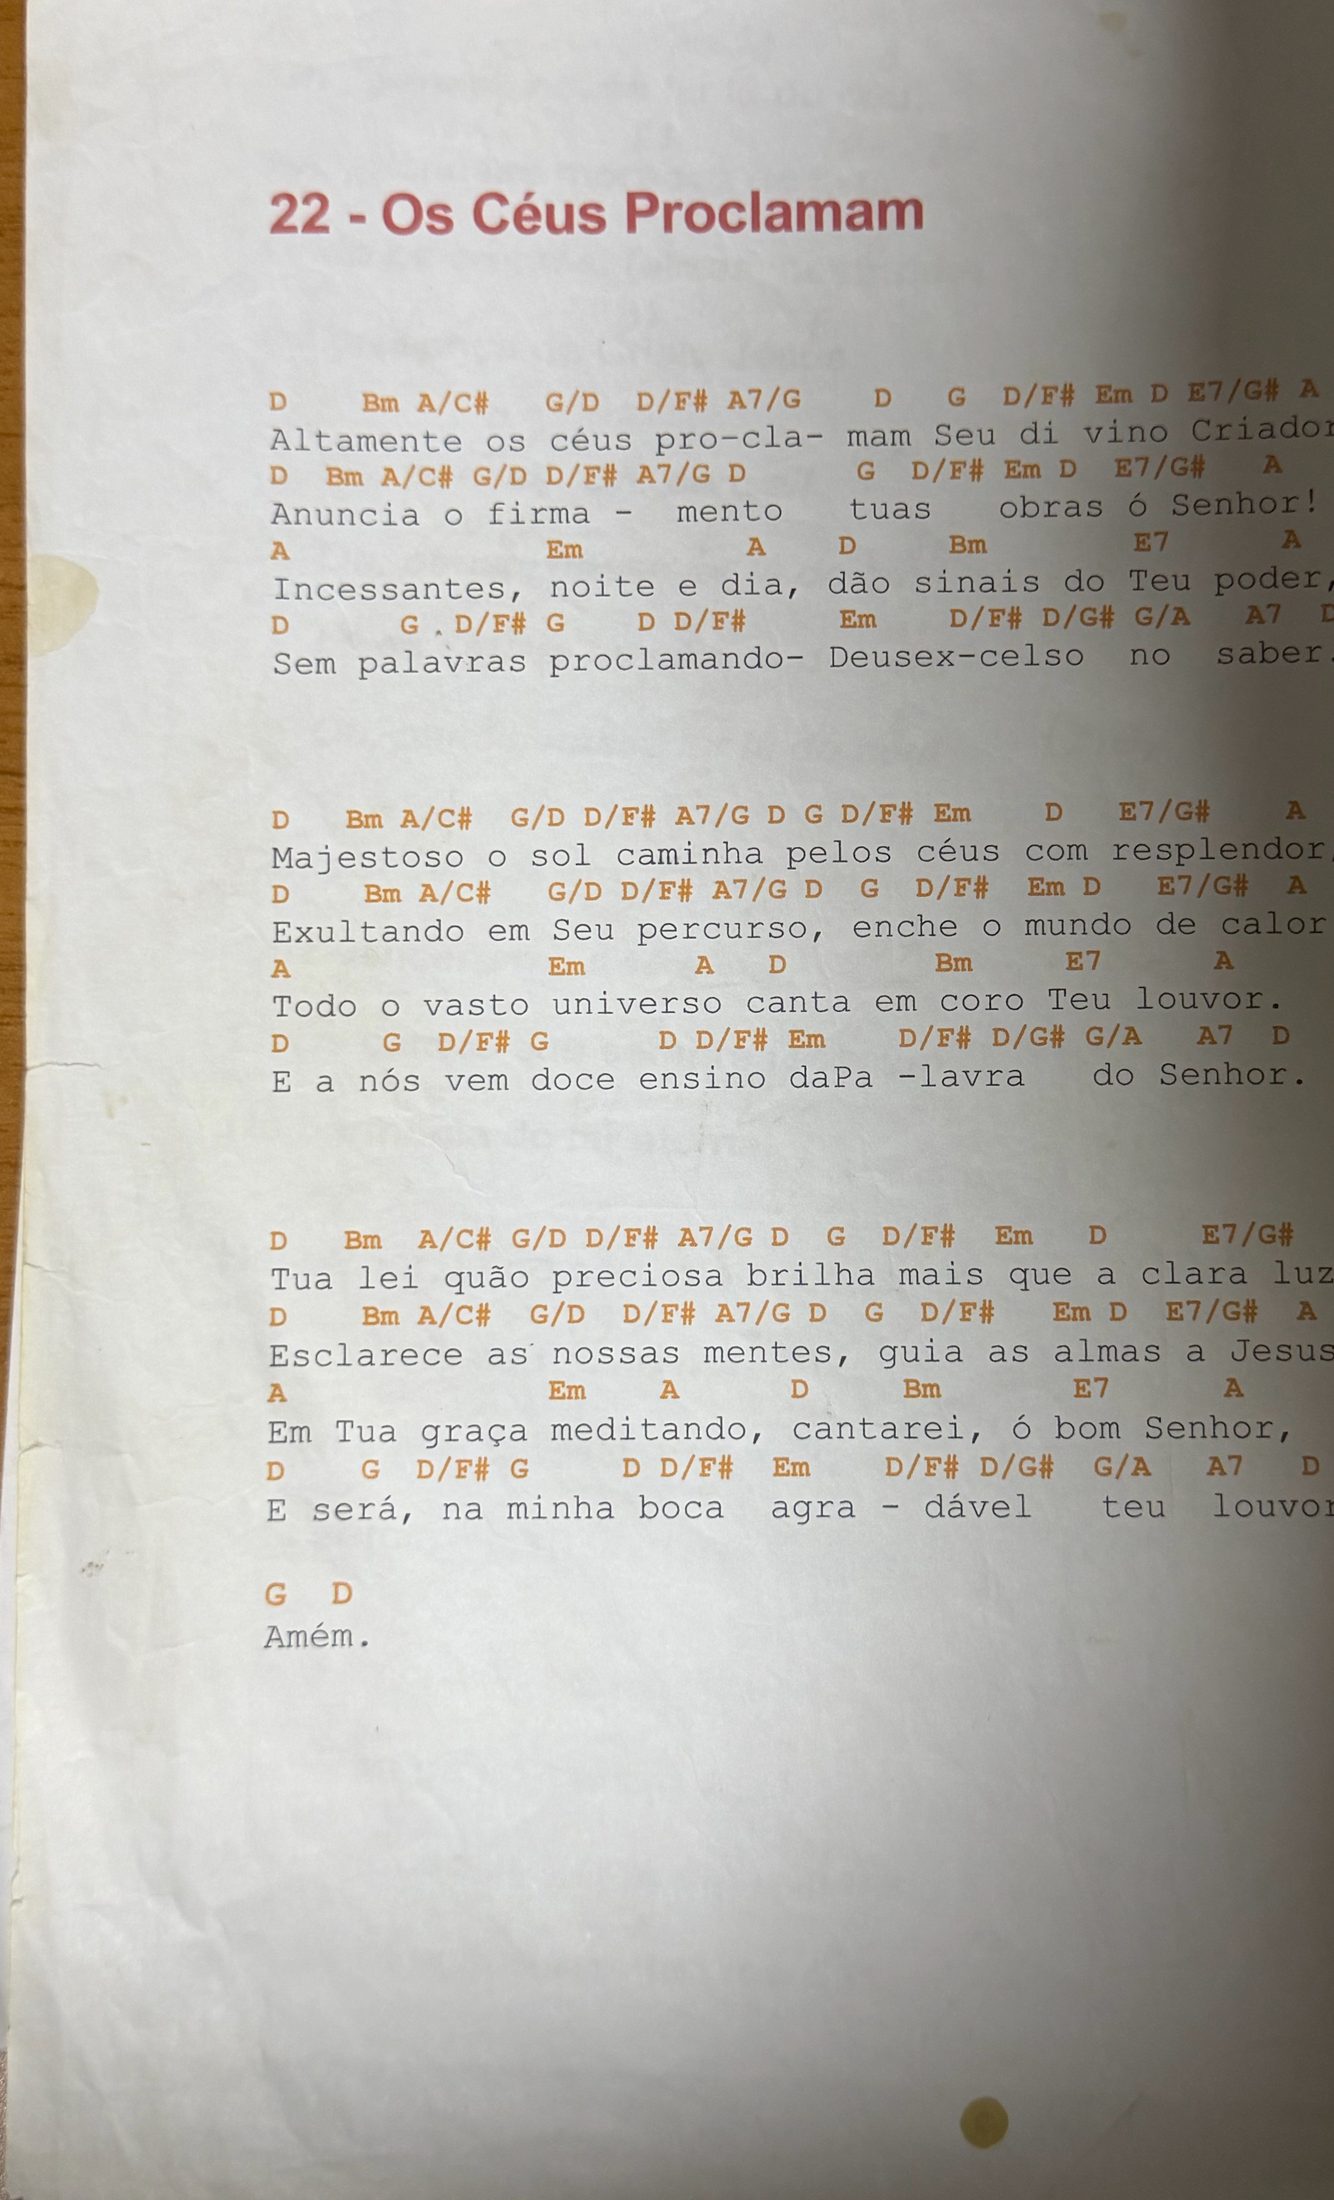 22 - Os Céus Proclamam
D Bm A/C# G/D D/F# A7/G D G D/F# Em D E7/G# A
Altamente os céus pro-cla- mam Seu di vino Criador
D Bm A/C# G/D D/F# A7/G D G D/F# Em D E7/G# A
Anuncia o firma - mento tuas obras ó Senhor!
A Em A D Bm E7 A
Incessantes, noite e dia, dão sinais do Teu poder,
D G D/F# G D D/F# Em D/F# D/G# G/A A7 D
Sem palavras proclamando- Deusex-celso no saber.
D Bm A/C# G/D D/F# A7/G D G D/F# Em D E7/G# A
Majestoso o sol caminha pelos céus com resplendor,
D Bm A/C# G/D D/F# A7/G D G D/F# Em D E7/G# A
Exultando em Seu percurso, enche o mundo de calor
A Em A D Bm E7 A
Todo o vasto universo canta em coro Teu louvor.
D G D/F# G D D/F# Em D/F# D/G# G/A A7 D
E a nós vem doce ensino daPa -lavra do Senhor.
D Bm A/C# G/D D/F# A7/G D G D/F# Em D E7/G#
Tua lei quão preciosa brilha mais que a clara luz
D Bm A/C# G/D D/F# A7/G D G D/F# Em D E7/G# A
Esclarece as nossas mentes, guia as almas a Jesus
A Em A D Bm E7 A
Em Tua graça meditando, cantarei, ó bom Senhor,
D G D/F# G D D/F# Em D/F# D/G# G/A A7 D
E será, na minha boca agra - dável teu louvor
G D
Amém.